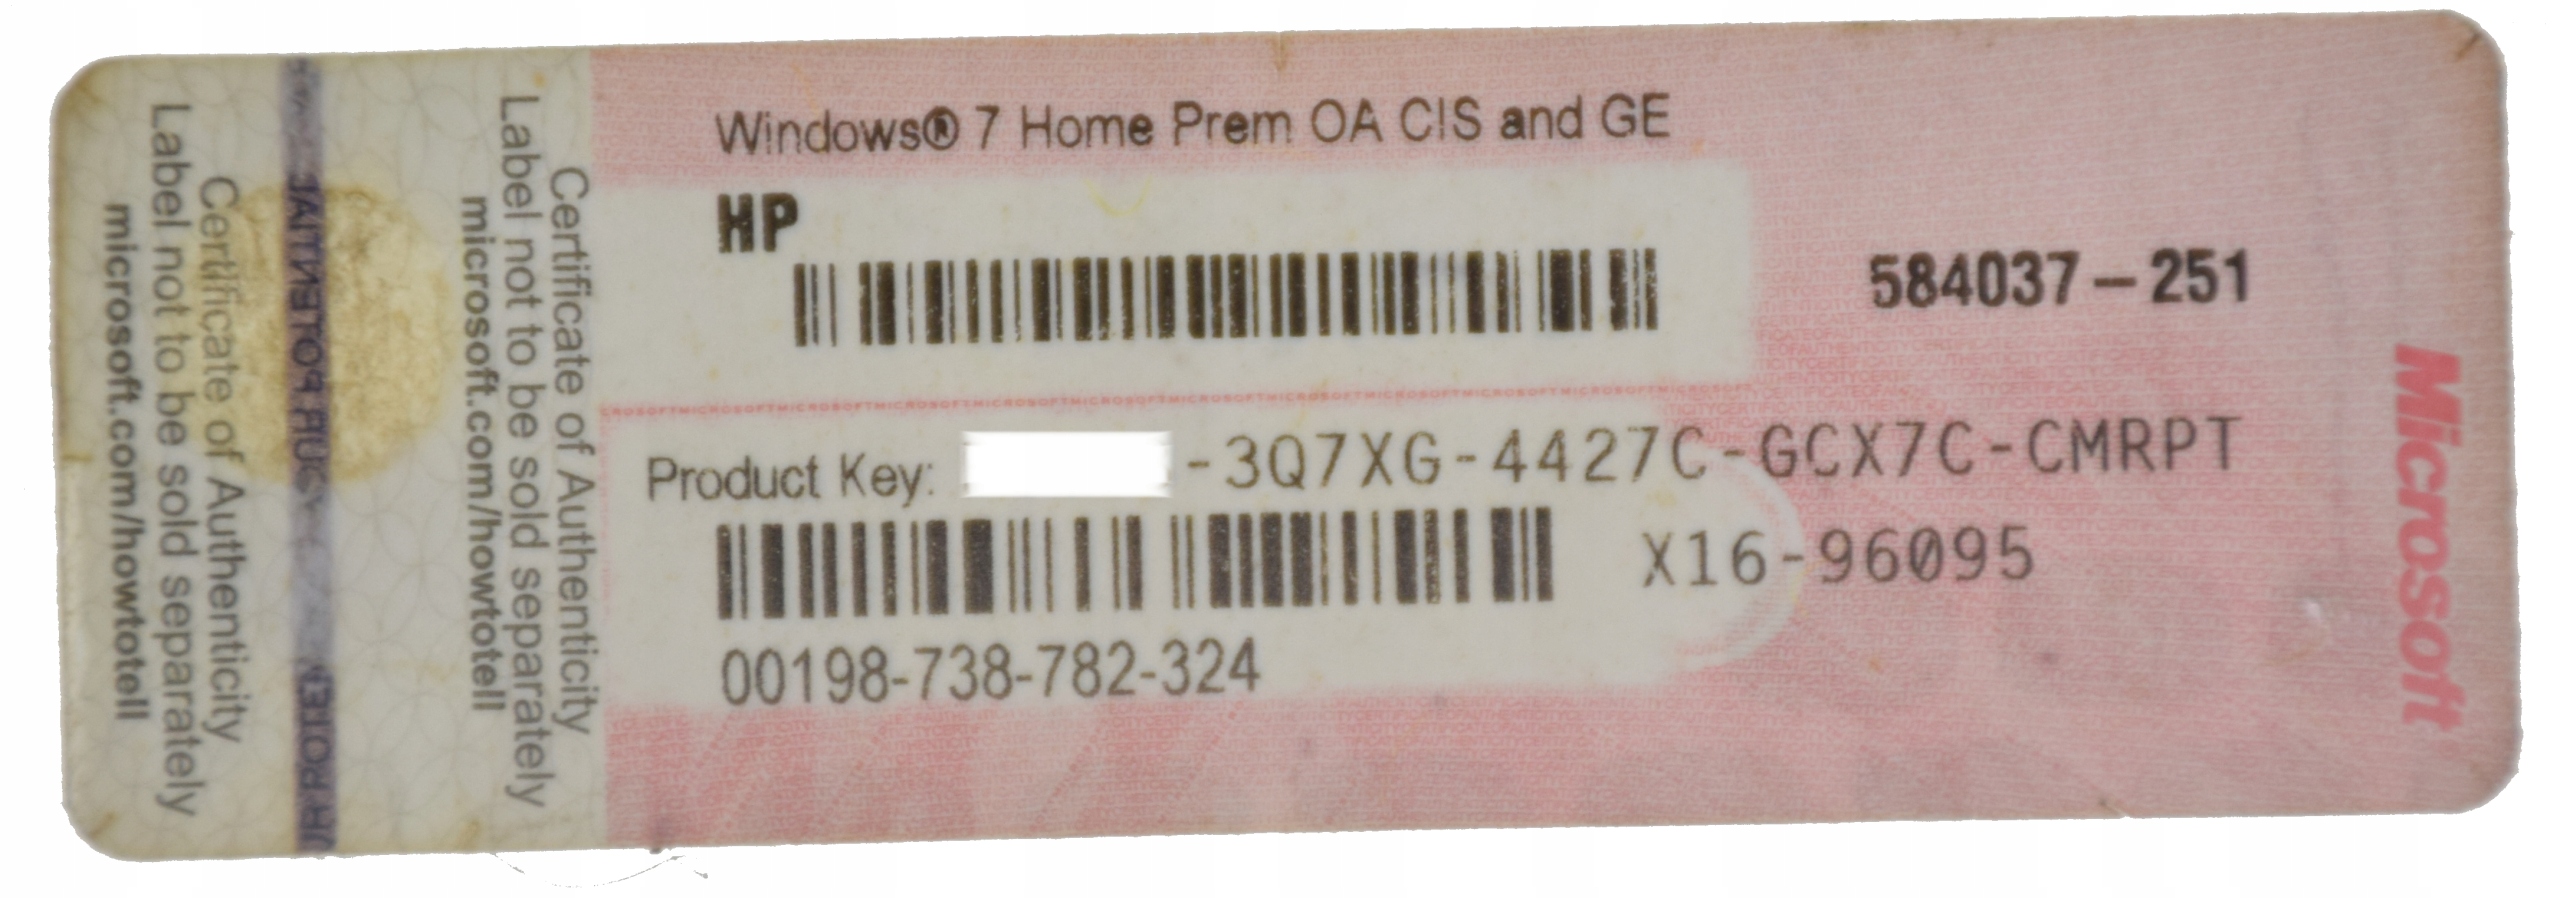 Certificate of Authenticity
Label not to be sold separately
microsoft.com/howtotell
Certificate of Authenticity
Label not to be sold separately
microsoft.com/howtotell
Windows® 7 Home Prem OA CIS and GE
HP
584037-251
Product Key: -3Q7XG-4427C-GCX7C-CMRPT
X16-96095
00198-738-782-324
Microsoft